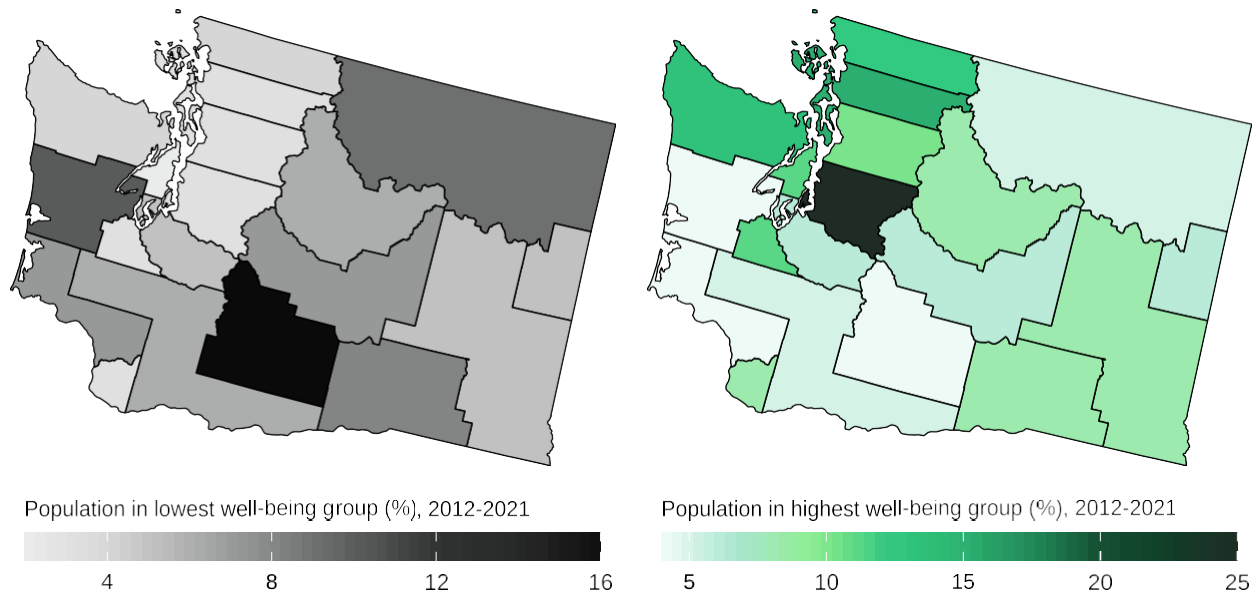 Population in lowest well-being group (%), 2012-2021
4 8 12 16
Population in highest well-being group (%), 2012-2021
5 10 15 20 25